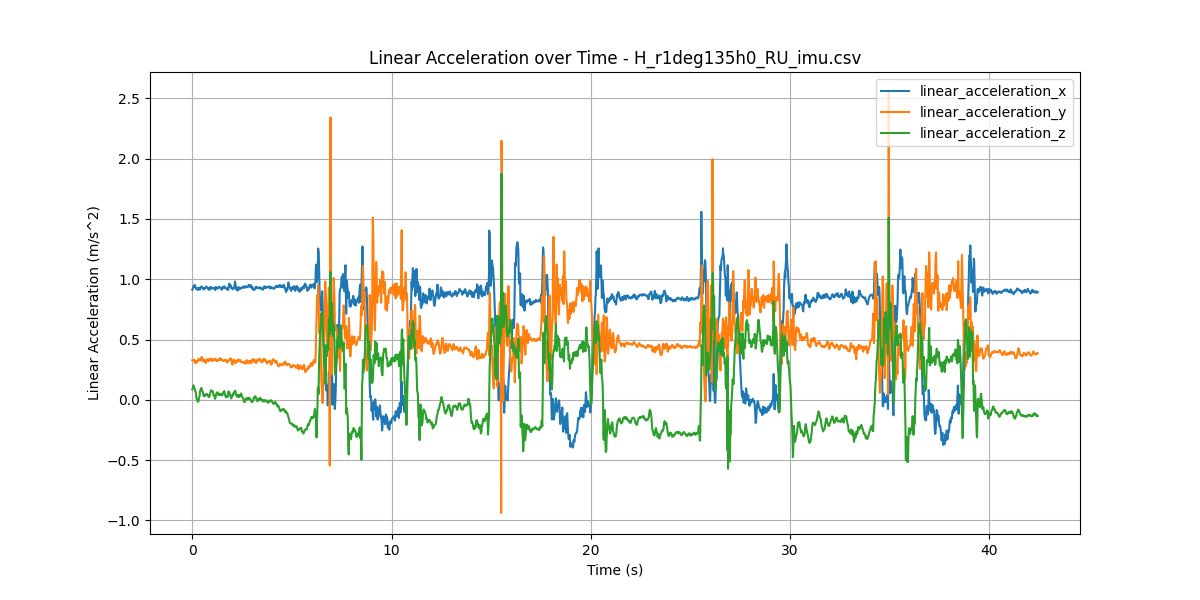 Linear Acceleration over Time - H_r1deg135h0_RU_imu.csv
linear_acceleration_x
linear_acceleration_y
linear_acceleration_z
Linear Acceleration (m/s^2)
2.5
2.0
1.5
1.0
0.5
0.0
−0.5
−1.0
0 10 20 30 40
Time (s)